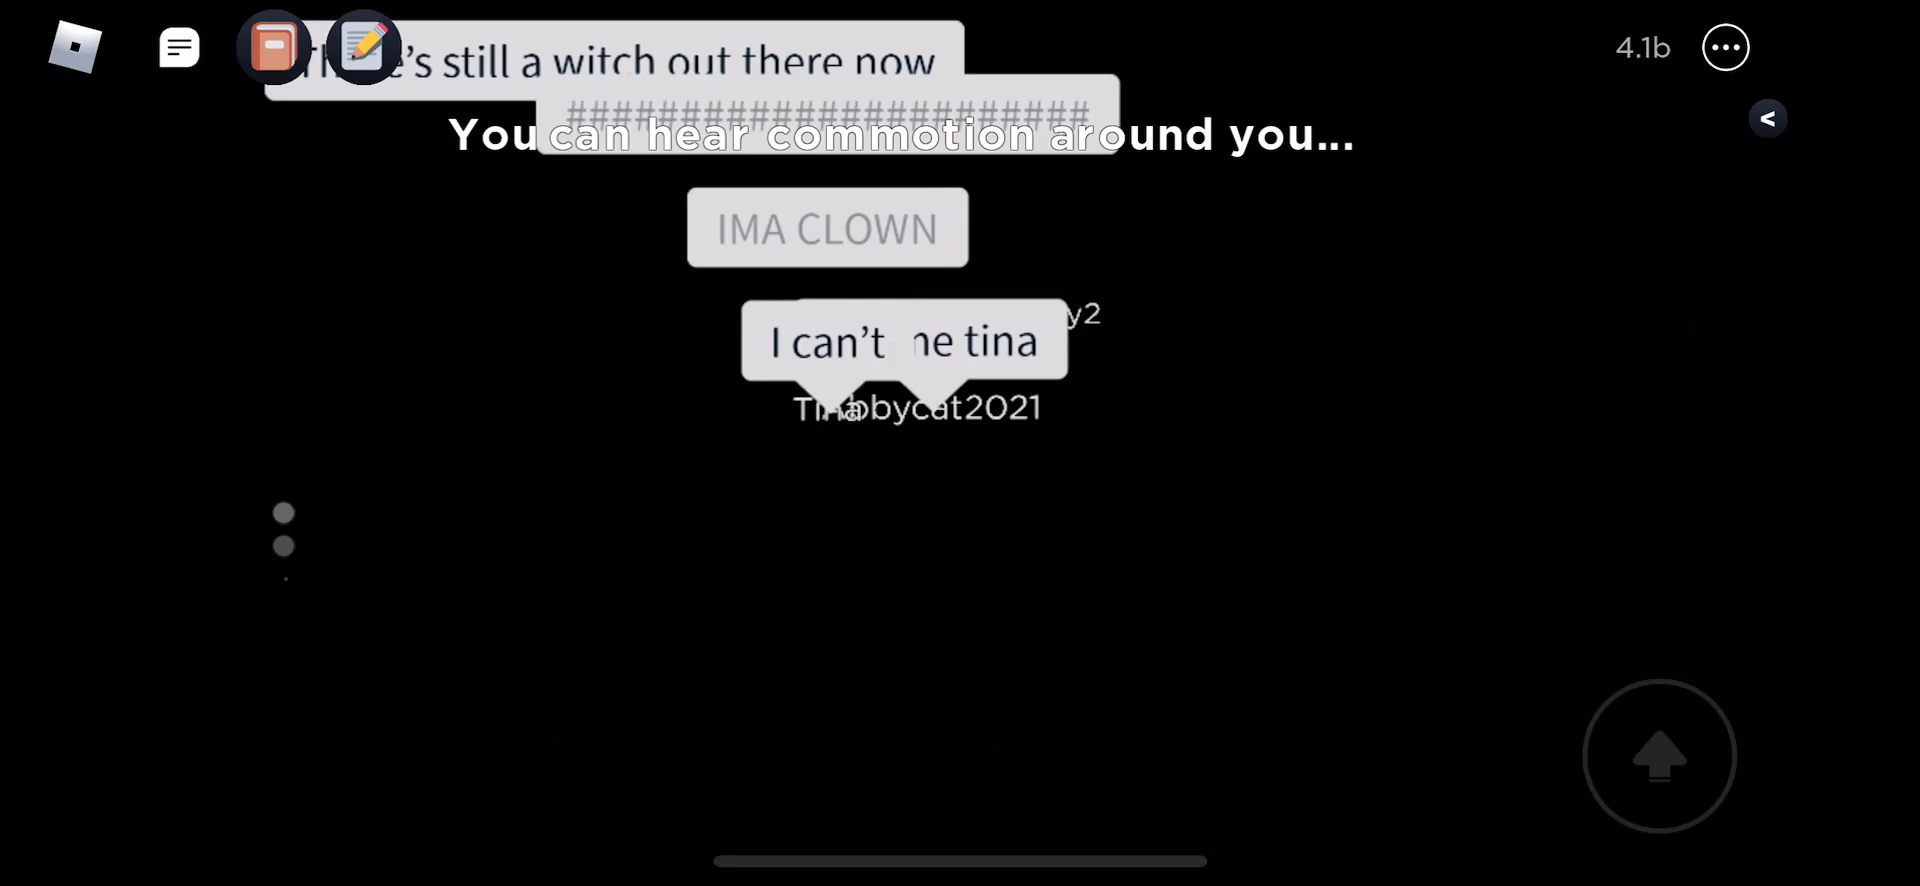 's still a witch out there now
4.1b
#######################
You can hear commotion around you...
<
IMA CLOWN
y2
I can't
tina
bycat2021